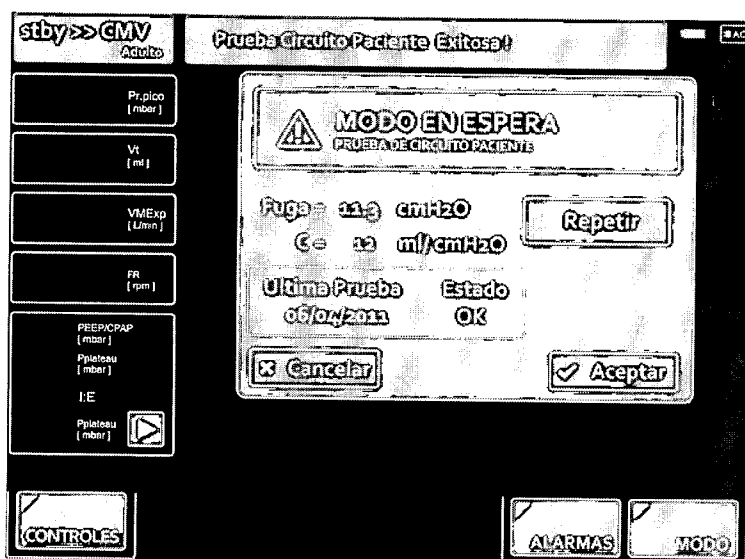 stby >> CMV
Adulto
Prueba Circuito Paciente Exitosa !
AC
Pr.pico
[ mbar ]
Vt
[ ml ]
VMExp
[ L/min ]
FR
[ rpm ]
PEEP/CPAP
[ mbar ]
Pplateau
[ mbar ]
I:E
Pplateau
[ mbar ]
MODO EN ESPERA
PRUEBA DE CIRCUITO PACIENTE
Fuga = 11.3 cmH2O
C = 12 ml/cmH2O
Repetir
Ultima Prueba Estado
06/04/2011 OK
Cancelar
Aceptar
CONTROLES
ALARMAS
MODO